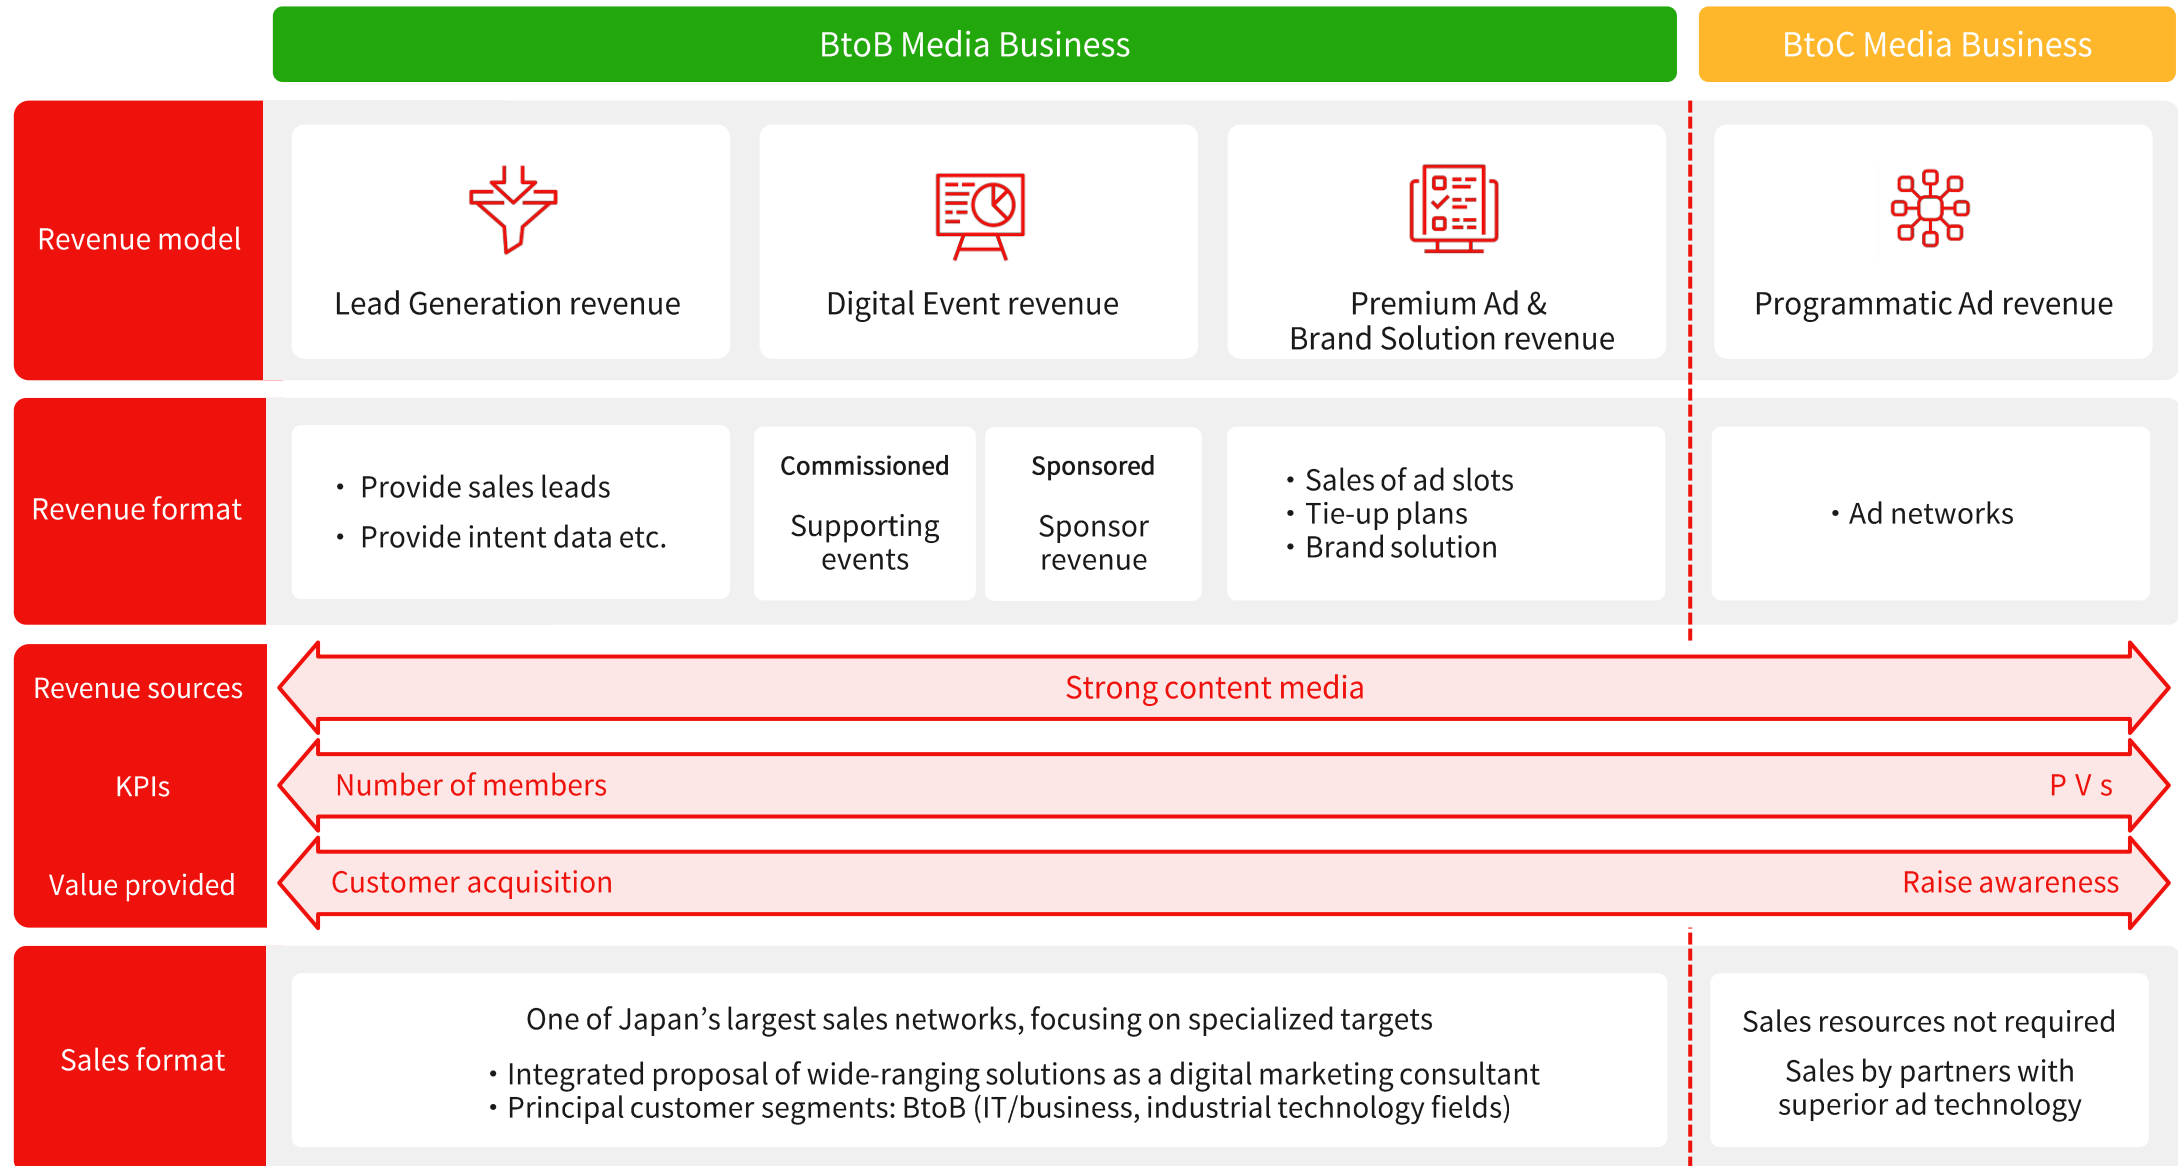 BtoB Media Business
BtoC Media Business
Revenue model
Lead Generation revenue
Digital Event revenue
Premium Ad &
Brand Solution revenue
Programmatic Ad revenue
Revenue format
・ Provide sales leads
・ Provide intent data etc.
Commissioned
Supporting
events
Sponsored
Sponsor
revenue
・Sales of ad slots
・Tie-up plans
・Brand solution
・Ad networks
Revenue sources
Strong content media
KPIs
Number of members
P V s
Value provided
Customer acquisition
Raise awareness
Sales format
One of Japan’s largest sales networks, focusing on specialized targets
・Integrated proposal of wide-ranging solutions as a digital marketing consultant
・Principal customer segments: BtoB (IT/business, industrial technology fields)
Sales resources not required
Sales by partners with
superior ad technology